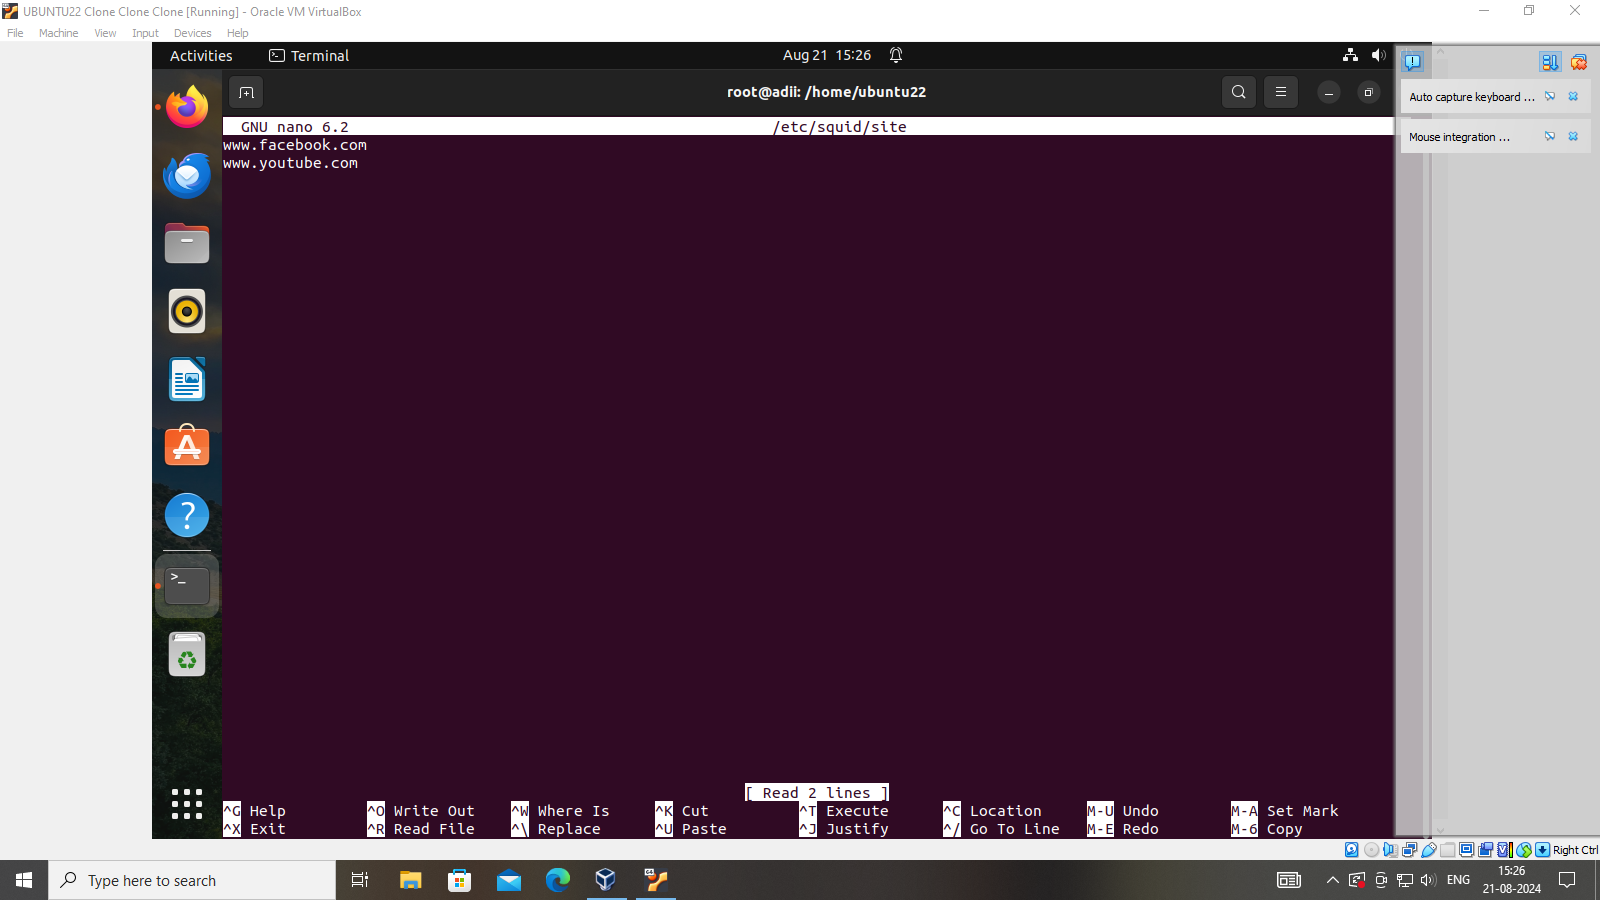 UBUNTU22 Clone Clone Clone [Running] - Oracle VM VirtualBox
File Machine View Input Devices Help
Activities Terminal Aug 21 15:26
root@adii: /home/ubuntu22
GNU nano 6.2 /etc/squid/site
www.facebook.com
www.youtube.com
Auto capture keyboard ...
Mouse integration ...
[ Read 2 lines ]
^G Help ^O Write Out ^W Where Is ^K Cut ^T Execute ^C Location M-U Undo M-A Set Mark
^X Exit ^R Read File ^\ Replace ^U Paste ^J Justify ^/ Go To Line M-E Redo M-6 Copy
Right Ctrl
Type here to search
ENG
15:26
21-08-2024